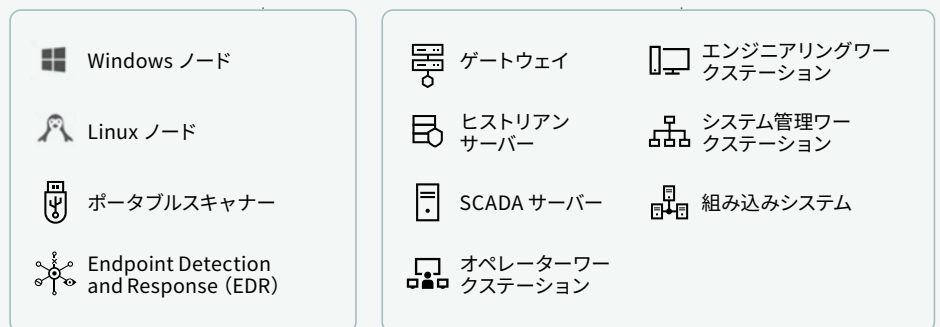 Windows ノード
Linux ノード
ポータブルスキャナー
Endpoint Detection
and Response（EDR）
ゲートウェイ
ヒストリアン
サーバー
SCADA サーバー
オペレーターワー
クステーション
エンジニアリングワー
クステーション
システム管理ワー
クステーション
組み込みシステム